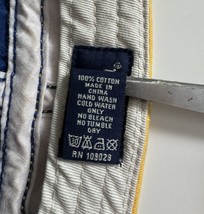 100% COTTON
MADE IN
CHINA
HAND WASH
COLD WATER
ONLY
NO BLEACH
NO TUMBLE
DRY
RN 109028